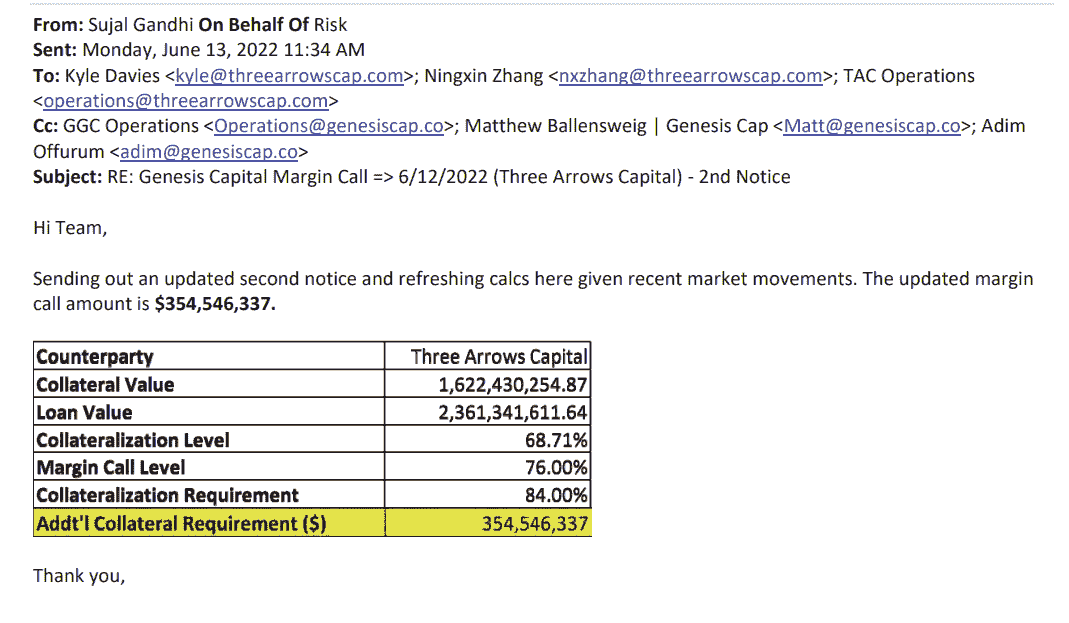 From: Sujal Gandhi On Behalf Of Risk
Sent: Monday, June 13, 2022 11:34 AM
To: Kyle Davies <kyle@threearrowscap.com>; Ningxin Zhang <nxzhang@threearrowscap.com>; TAC Operations
<operations@threearrowscap.com>
Cc: GGC Operations <Operations@genesiscap.co>; Matthew Ballensweig | Genesis Cap <Matt@genesiscap.co>; Adim
Offurum <adim@genesiscap.co>
Subject: RE: Genesis Capital Margin Call => 6/12/2022 (Three Arrows Capital) - 2nd Notice
Hi Team,
Sending out an updated second notice and refreshing calcs here given recent market movements. The updated margin
call amount is $354,546,337.
Counterparty Three Arrows Capital
Collateral Value 1,622,430,254.87
Loan Value 2,361,341,611.64
Collateralization Level 68.71%
Margin Call Level 76.00%
Collateralization Requirement 84.00%
Addt'l Collateral Requirement ($) 354,546,337
Thank you,